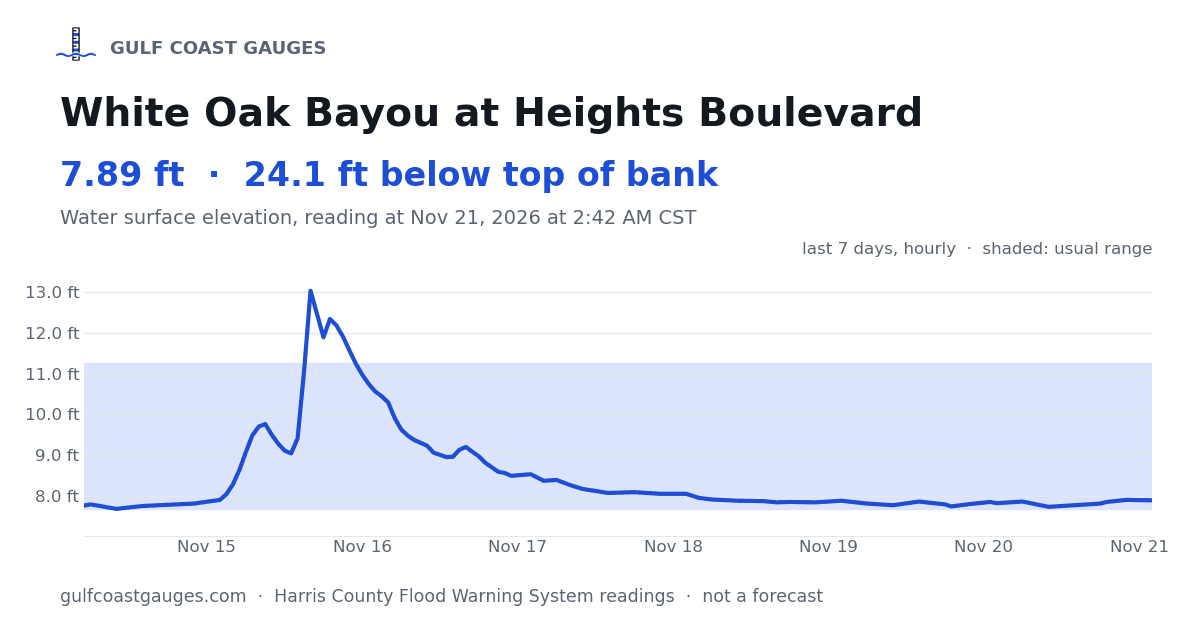 GULF COAST GAUGES
White Oak Bayou at Heights Boulevard
7.89 ft · 24.1 ft below top of bank
Water surface elevation, reading at Nov 21, 2026 at 2:42 AM CST
last 7 days, hourly · shaded: usual range
13.0 ft
12.0 ft
11.0 ft
10.0 ft
9.0 ft
8.0 ft
Nov 15 Nov 16 Nov 17 Nov 18 Nov 19 Nov 20 Nov 21
gulfcoastgauges.com · Harris County Flood Warning System readings · not a forecast